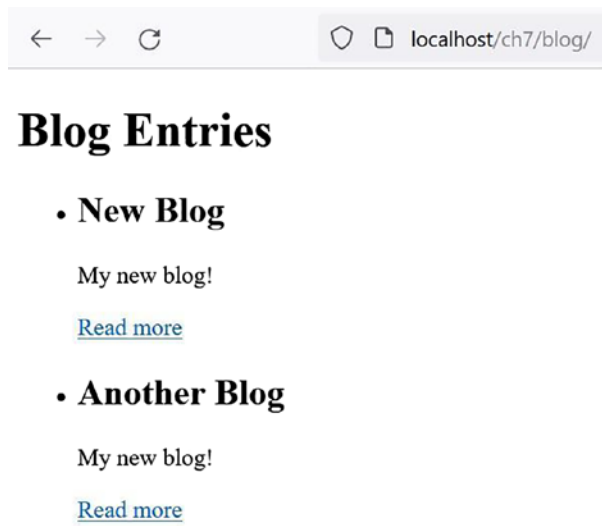 localhost/ch7/blog/
Blog Entries
New Blog
My new blog!
Read more
Another Blog
My new blog!
Read more